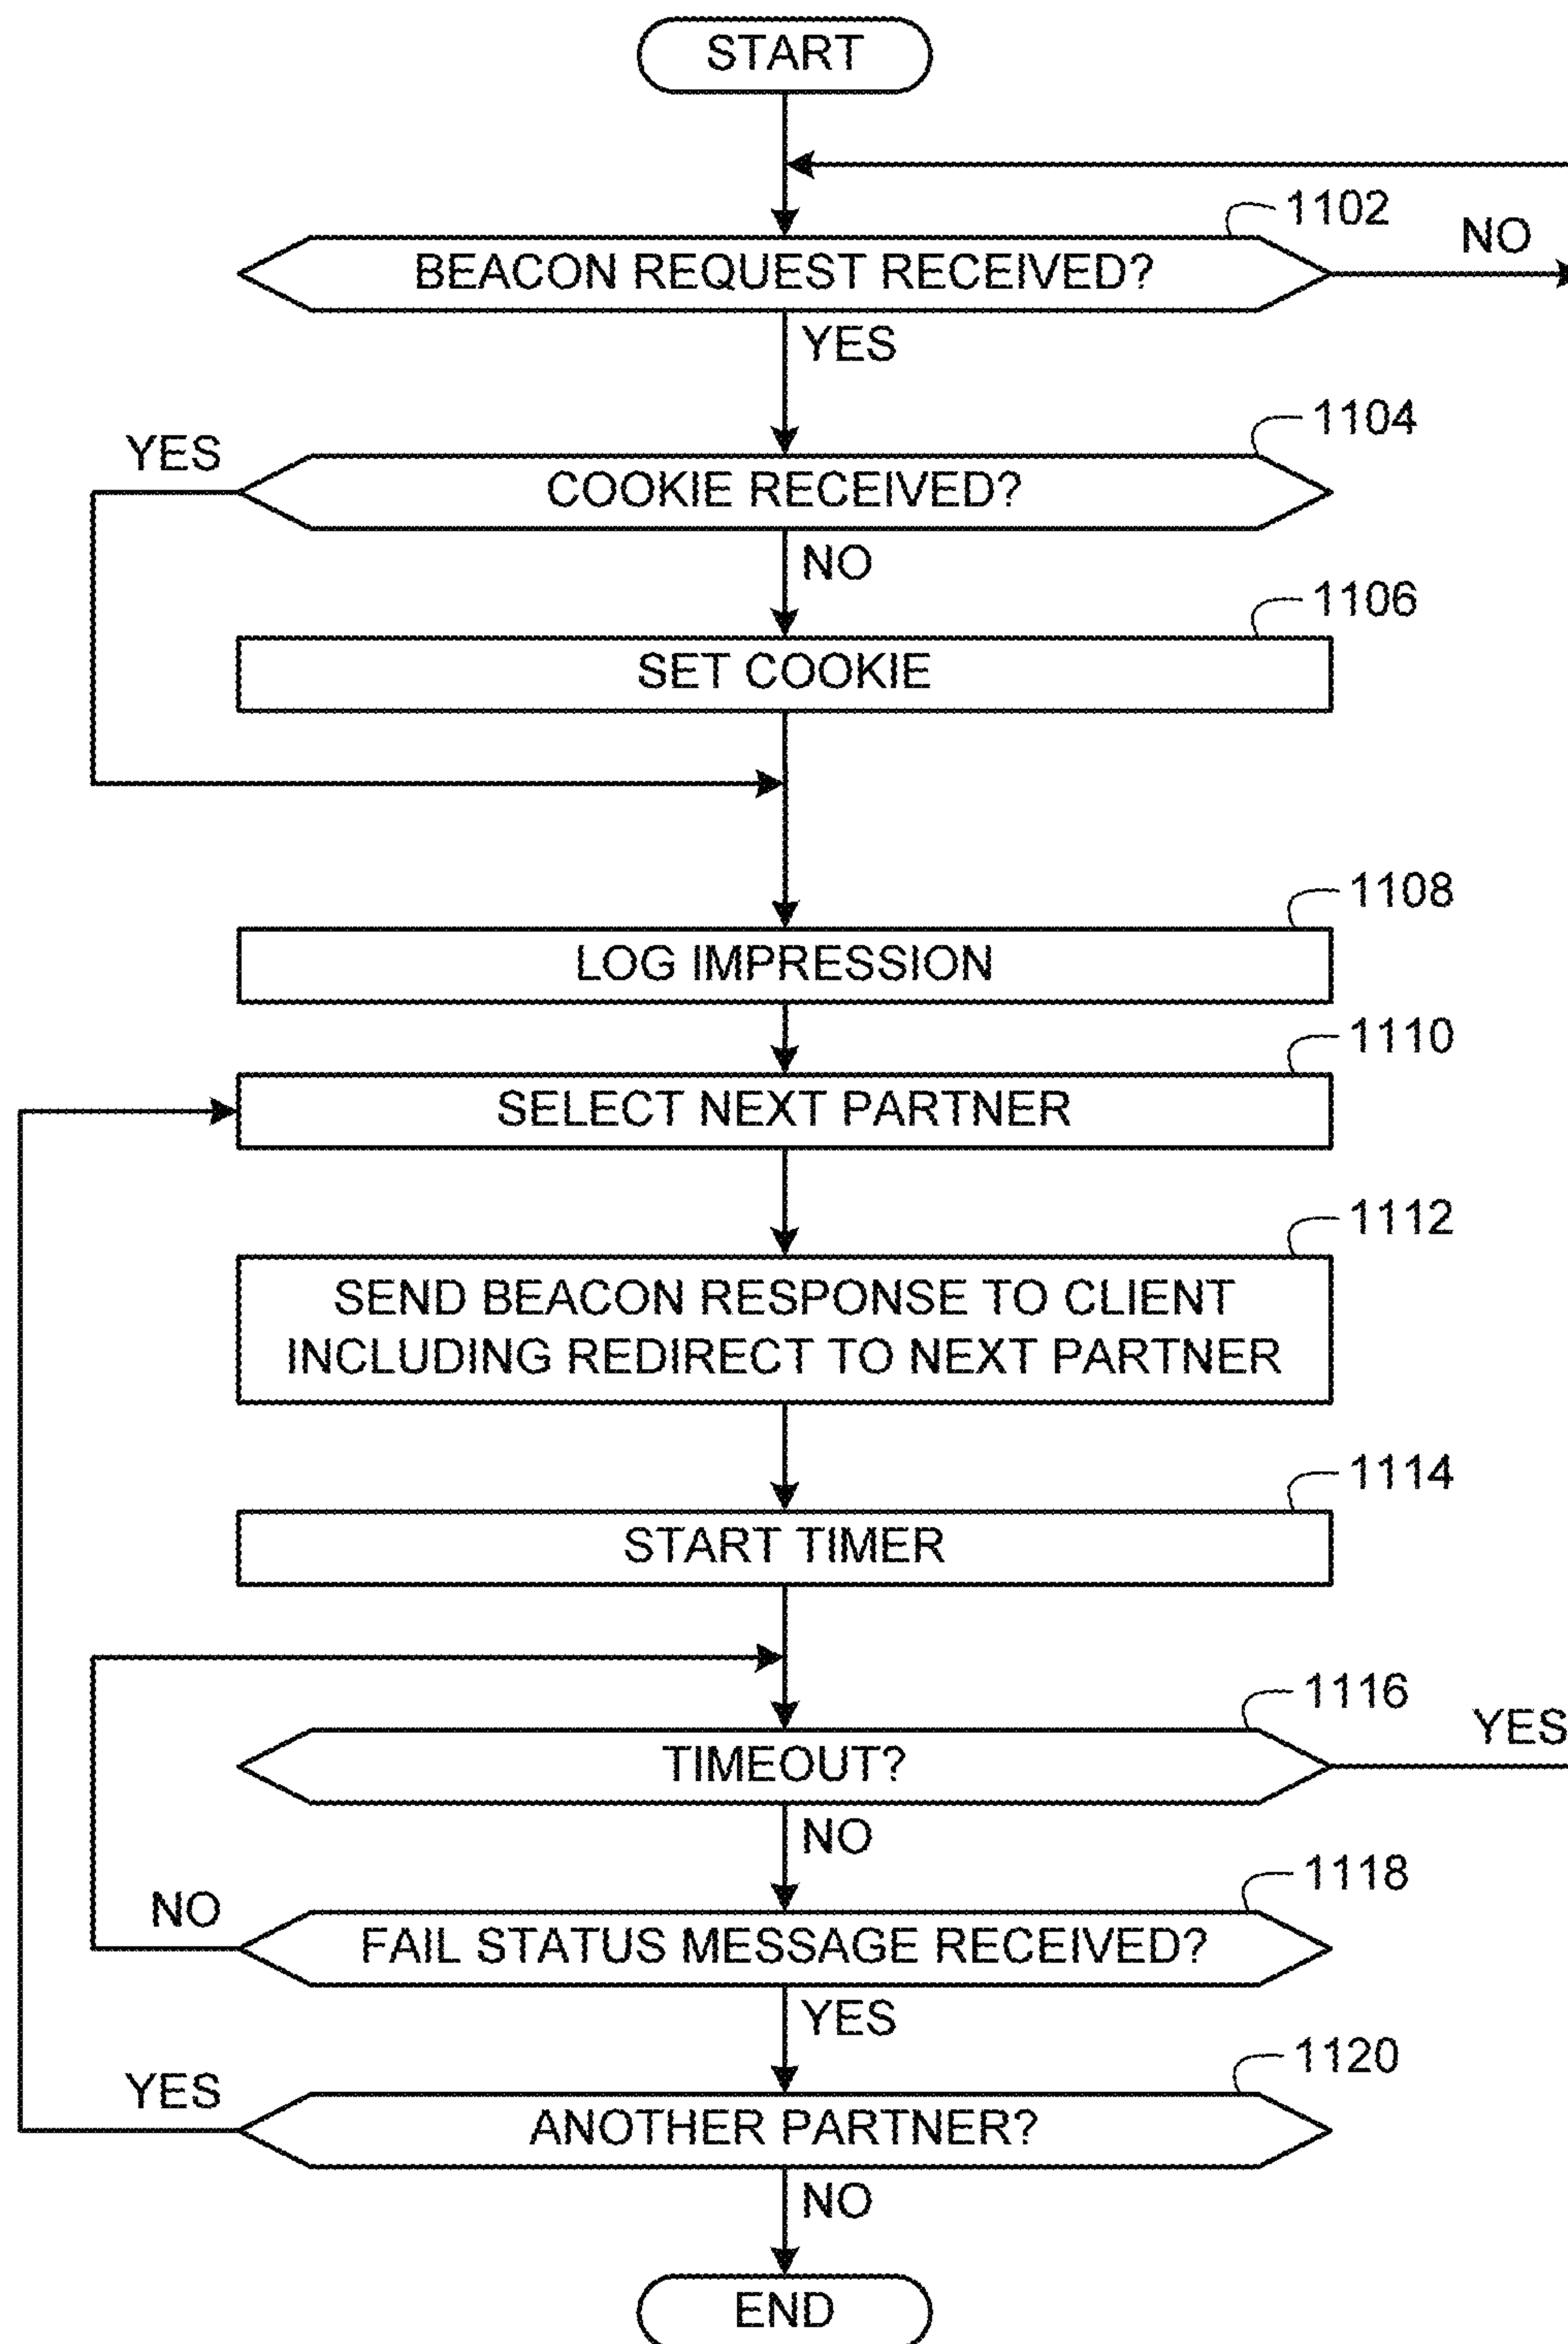 START
1102
NO
BEACON REQUEST RECEIVED?
YES
1104
YES
COOKIE RECEIVED?
NO
1106
SET COOKIE
1108
LOG IMPRESSION
1110
SELECT NEXT PARTNER
1112
SEND BEACON RESPONSE TO CLIENT
INCLUDING REDIRECT TO NEXT PARTNER
1114
START TIMER
1116
YES
TIMEOUT?
NO
1118
NO
FAIL STATUS MESSAGE RECEIVED?
YES
1120
YES
ANOTHER PARTNER?
NO
END